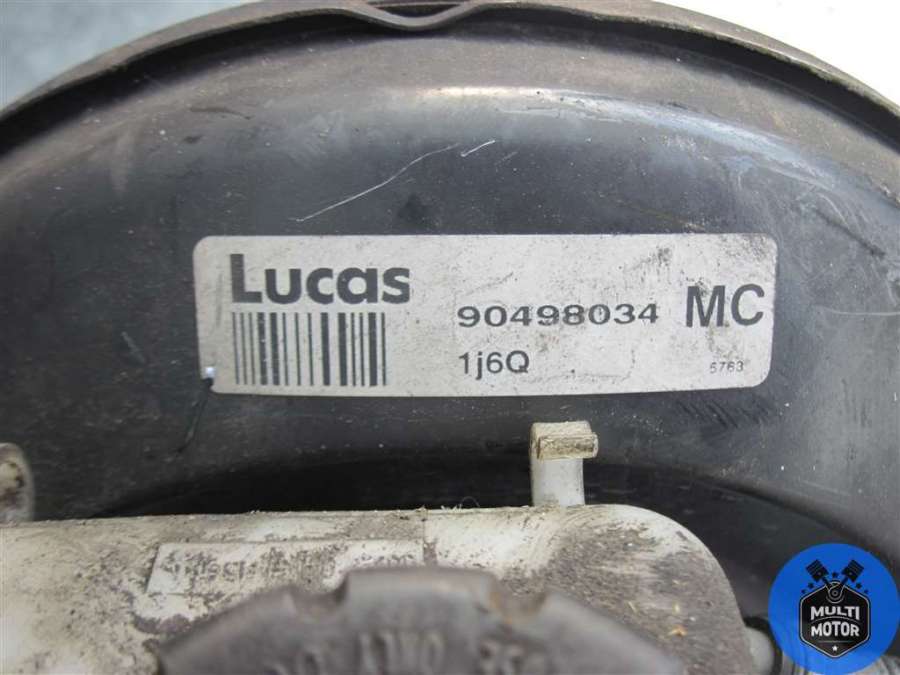 Lucas
90498034 MC
1j6Q
5763
MULTI
MOTOR